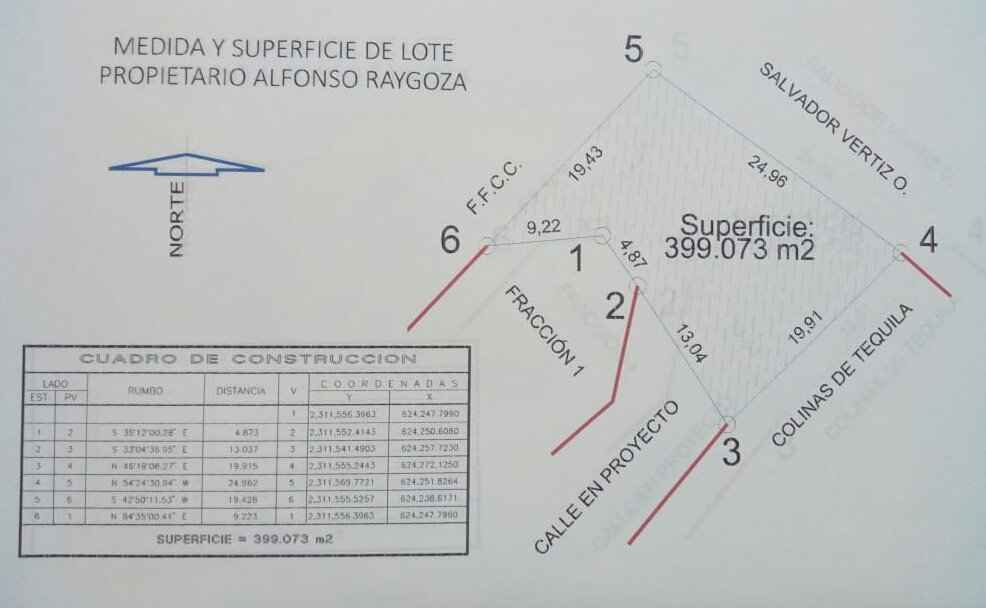 MEDIDA Y SUPERFICIE DE LOTE
PROPIETARIO ALFONSO RAYGOZA
NORTE
5
SALVADOR VERTIZ O.
19,43
24,96
F.F.C.C.
6
9,22
1
4,87
Superficie:
399.073 m2
4
2
FRACCIÓN 1
13,04
19,91
COLINAS DE TEQUILA
3
CALLE EN PROYECTO
CUADRO DE CONSTRUCCION
LADO RUMBO DISTANCIA V COORDENADAS
EST PV Y X
1 2,311,556.3963 624,247.7990
1 2 S 35°12'00.28" E 4.873 2 2,311,552.4143 624,250.6080
2 3 S 33°04'36.95" E 13.037 3 2,311,541.4903 624,257.7230
3 4 N 46°19'06.27" E 19.915 4 2,311,555.2443 624,272.1250
4 5 N 54°24'30.94" W 24.962 5 2,311,569.7721 624,251.8264
5 6 S 42°50'11.53" W 19.428 6 2,311,555.5257 624,238.6171
6 1 N 84°35'00.41" E 9.223 1 2,311,556.3963 624,247.7990
SUPERFICIE = 399.073 m2